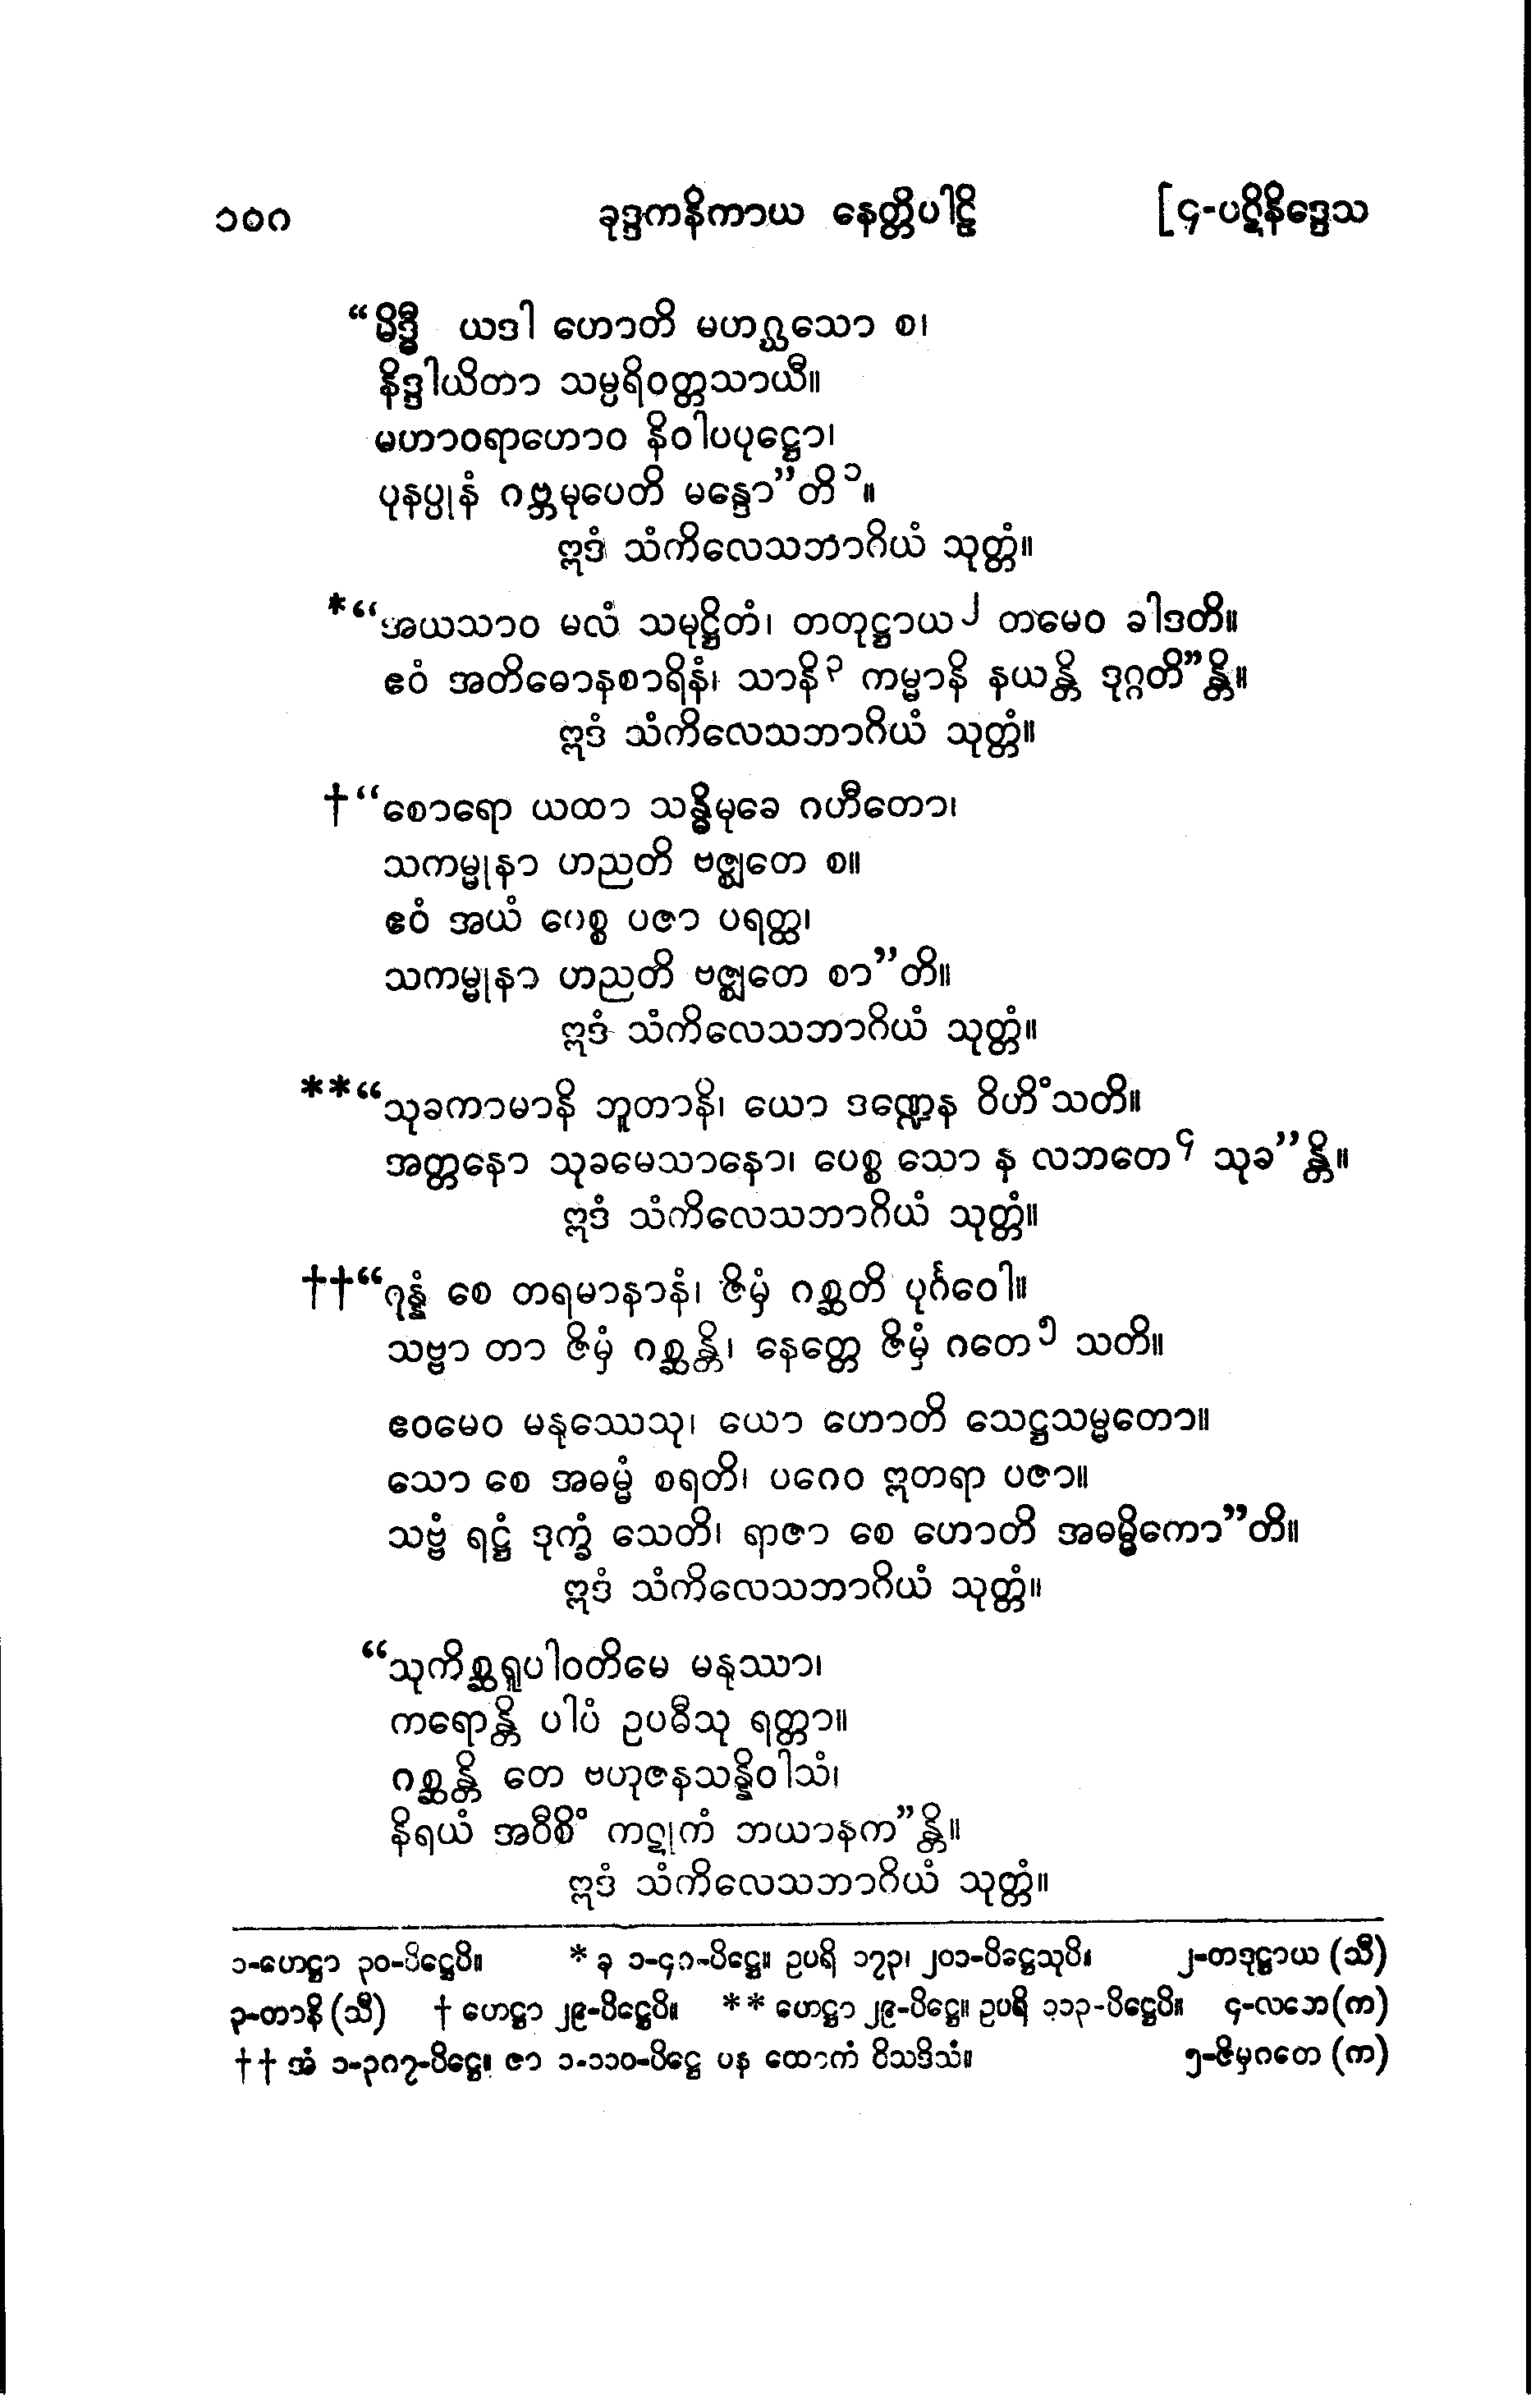 ၁၀၈ ခုဒ္ဒကနိကာယ နေတ္တိပါဠိ [၄-ပဋိနိဒ္ဒေသ
“မိဒ္ဓီ ယဒါ ဟောတိ မဟဂ္ဃသော စ၊
နိဒ္ဒါယိတာ သမ္ပရိဝတ္တသာယီ။
မဟာဝရာဟောဝ နိဝါပပုဋ္ဌော၊
ပုနပ္ပုနံ ဂဗ္ဘမုပေတိ မန္ဒော”တိ ၁။
ဣဒံ သံကိလေသဘာဂိယံ သုတ္တံ။
*“အယသာဝ မလံ သမုဋ္ဌိတံ၊ တတုဋ္ဌာယ ၂ တမေဝ ခါဒတိ။
ဧဝံ အတိဓောနစာရိနံ၊ သာနိ ၃ ကမ္မာနိ နယန္တိ ဒုဂ္ဂတိ”န္တိ။
ဣဒံ သံကိလေသဘာဂိယံ သုတ္တံ။
†“စောရော ယထာ သန္ဓိမုခေ ဂဟီတော၊
သကမ္မုနာ ဟညတိ ဗဇ္ဈတေ စ။
ဧဝံ အယံ ပေစ္စ ပဇာ ပရတ္ထ၊
သကမ္မုနာ ဟညတိ ဗဇ္ဈတေ စာ”တိ။
ဣဒံ သံကိလေသဘာဂိယံ သုတ္တံ။
**“သုခကာမာနိ ဘူတာနိ၊ ယော ဒဏ္ဍေန ဝိဟိံသတိ။
အတ္တနော သုခမေသာနော၊ ပေစ္စ သော န လဘတေ ၄ သုခ”န္တိ။
ဣဒံ သံကိလေသဘာဂိယံ သုတ္တံ။
††“ဂုန္နံ စေ တရမာနာနံ၊ ဇိမှံ ဂစ္ဆတိ ပုင်္ဂဝေါ။
သဗ္ဗာ တာ ဇိမှံ ဂစ္ဆန္တိ၊ နေတ္တေ ဇိမှံ ဂတေ ၅ သတိ။
ဧဝမေဝ မနုဿေသု၊ ယော ဟောတိ သေဋ္ဌသမ္မတော။
သော စေ အဓမ္မံ စရတိ၊ ပဂေဝ ဣတရာ ပဇာ။
သဗ္ဗံ ရဋ္ဌံ ဒုက္ခံ သေတိ၊ ရာဇာ စေ ဟောတိ အဓမ္မိကော”တိ။
ဣဒံ သံကိလေသဘာဂိယံ သုတ္တံ။
“သုကိစ္ဆရူပါဝတိမေ မနုဿာ၊
ကရောန္တိ ပါပံ ဥပဓီသု ရတ္တာ။
ဂစ္ဆန္တိ တေ ဗဟုဇနသန္နိဝါသံ၊
နိရယံ အဝီစိံ ကဋုကံ ဘယာနက”န္တိ။
ဣဒံ သံကိလေသဘာဂိယံ သုတ္တံ။
၁-ဟေဋ္ဌာ ၃၀-ပိဋ္ဌေပိ။ * ခု ၁-၄၈-ပိဋ္ဌေ။ ဥပရိ ၁၇၃၊ ၂၀၁-ပိဋ္ဌေသုပိ။ ၂-တဒုဋ္ဌာယ (သီ)
၃-တာနိ (သီ) † ဟေဋ္ဌာ ၂၉-ပိဋ္ဌေပိ။ ** ဟေဋ္ဌာ ၂၉-ပိဋ္ဌေ။ ဥပရိ ၁၁၃-ပိဋ္ဌေပိ။ ၄-လဘေ(က)
†† အံ ၁-၃၈၇-ပိဋ္ဌေ။ ဇာ ၁-၁၁၀-ပိဋ္ဌေ ပန ထောကံ ဝိသဒိသံ။ ၅-ဇိမှဂတေ (က)